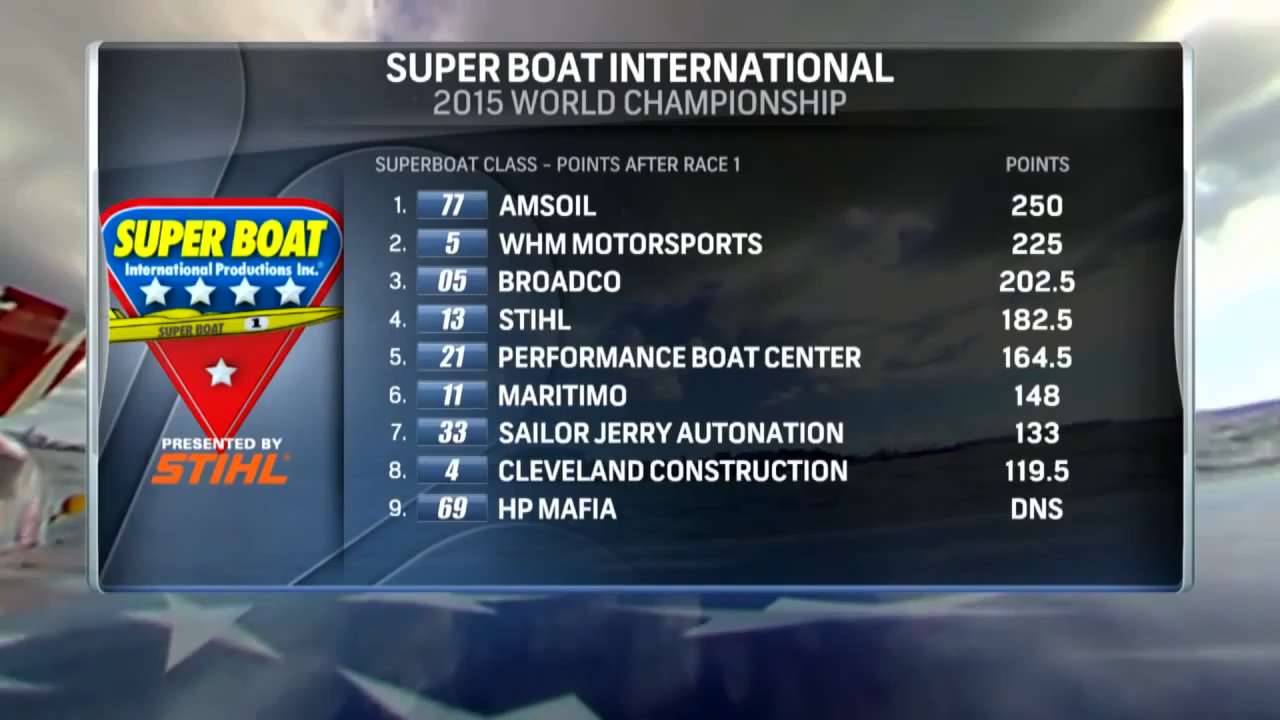 SUPER BOAT INTERNATIONAL
2015 WORLD CHAMPIONSHIP
SUPERBOAT CLASS - POINTS AFTER RACE 1 POINTS
1. 77 AMSOIL 250
2. 5 WHM MOTORSPORTS 225
3. 05 BROADCO 202.5
4. 13 STIHL 182.5
5. 21 PERFORMANCE BOAT CENTER 164.5
6. 11 MARITIMO 148
7. 33 SAILOR JERRY AUTONATION 133
8. 4 CLEVELAND CONSTRUCTION 119.5
9. 69 HP MAFIA DNS
SUPER BOAT
International Productions Inc.®
SUPER BOAT 1
PRESENTED BY
STIHL®